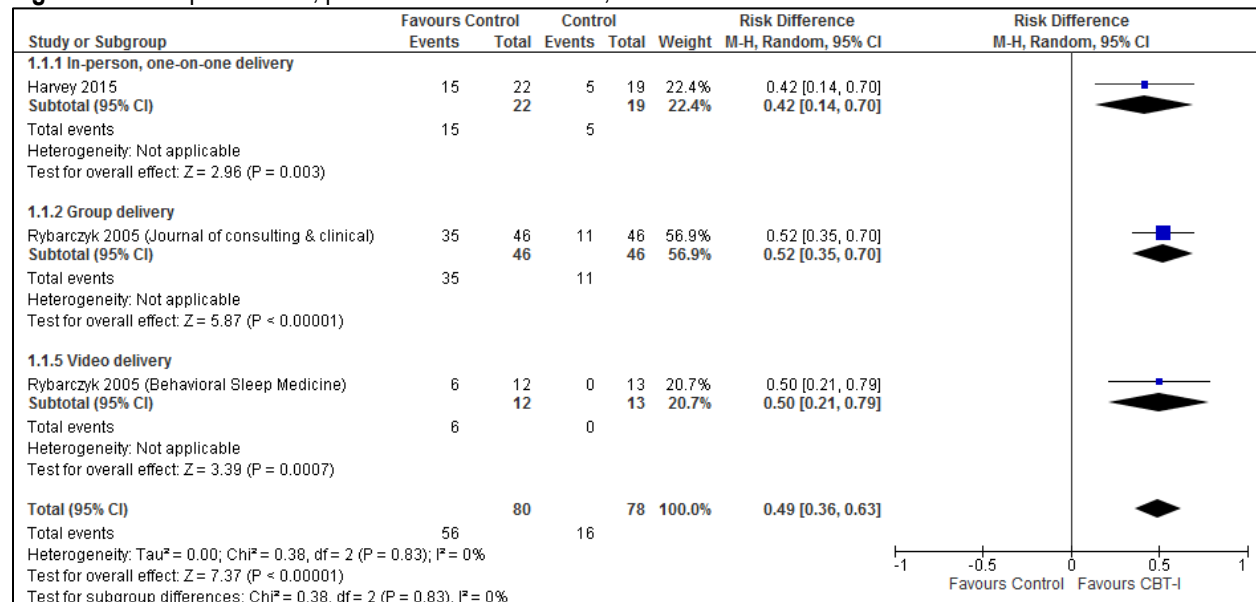 Favours Control Control Risk Difference Risk Difference
Study or Subgroup Events Total Events Total Weight M-H, Random, 95% CI M-H, Random, 95% CI
1.1.1 In-person, one-on-one delivery
Harvey 2015 15 22 5 19 22.4% 0.42 [0.14, 0.70]
Subtotal (95% CI) 22 19 22.4% 0.42 [0.14, 0.70]
Total events 15 5
Heterogeneity: Not applicable
Test for overall effect: Z = 2.96 (P = 0.003)
1.1.2 Group delivery
Rybarczyk 2005 (Journal of consulting & clinical) 35 46 11 46 56.9% 0.52 [0.35, 0.70]
Subtotal (95% CI) 46 46 56.9% 0.52 [0.35, 0.70]
Total events 35 11
Heterogeneity: Not applicable
Test for overall effect: Z = 5.87 (P < 0.00001)
1.1.5 Video delivery
Rybarczyk 2005 (Behavioral Sleep Medicine) 6 12 0 13 20.7% 0.50 [0.21, 0.79]
Subtotal (95% CI) 12 13 20.7% 0.50 [0.21, 0.79]
Total events 6 0
Heterogeneity: Not applicable
Test for overall effect: Z = 3.39 (P = 0.0007)
Total (95% CI) 80 78 100.0% 0.49 [0.36, 0.63]
Total events 56 16
Heterogeneity: Tau² = 0.00; Chi² = 0.38, df = 2 (P = 0.83); I² = 0%
Test for overall effect: Z = 7.37 (P < 0.00001)
Test for subgroup differences: Chi² = 0.38, df = 2 (P = 0.83), I² = 0%
-1 -0.5 0 0.5 1
Favours Control Favours CBT-I